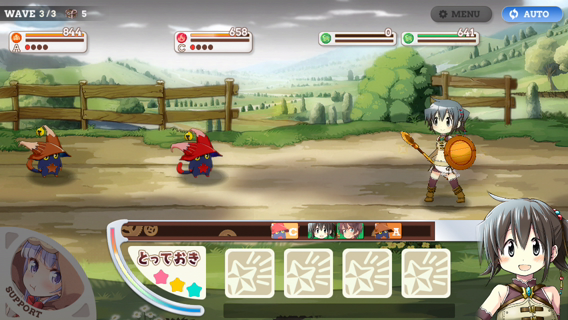 WAVE 3/3 5
MENU
AUTO
844
A
658
C
0
641
C
A
とっておき
SUPPORT